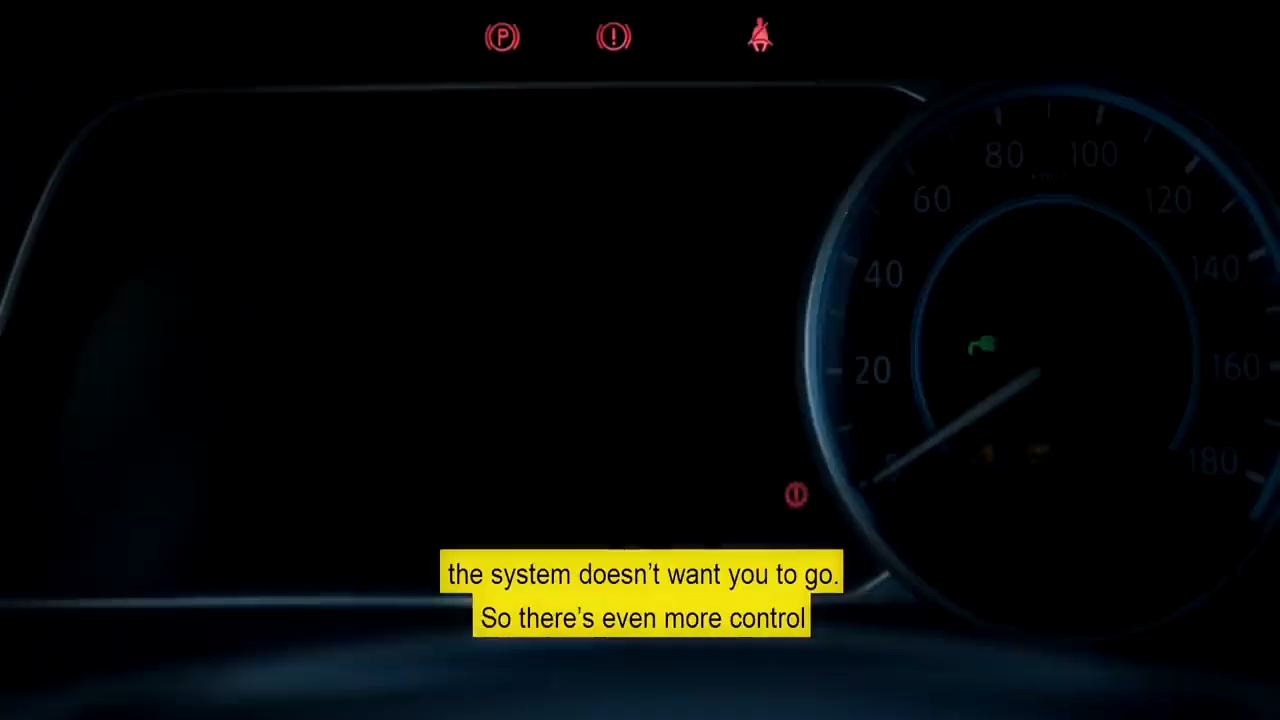 P
80 100
60 120
40 140
20 160
180
the system doesn't want you to go.
So there's even more control